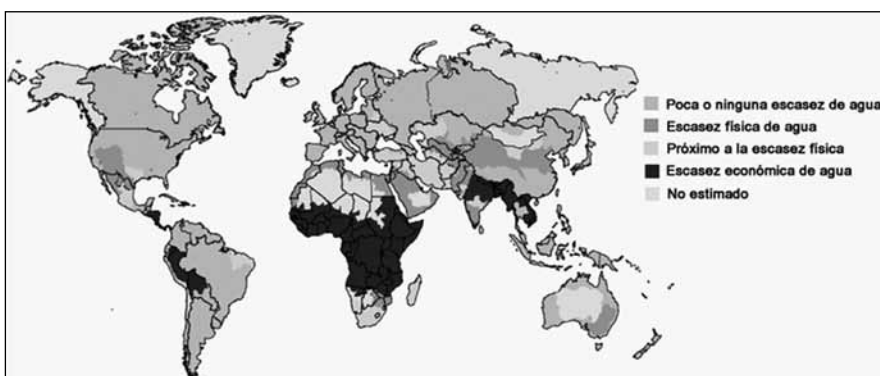 Poca o ninguna escasez de agua
Escasez física de agua
Próximo a la escasez física
Escasez económica de agua
No estimado